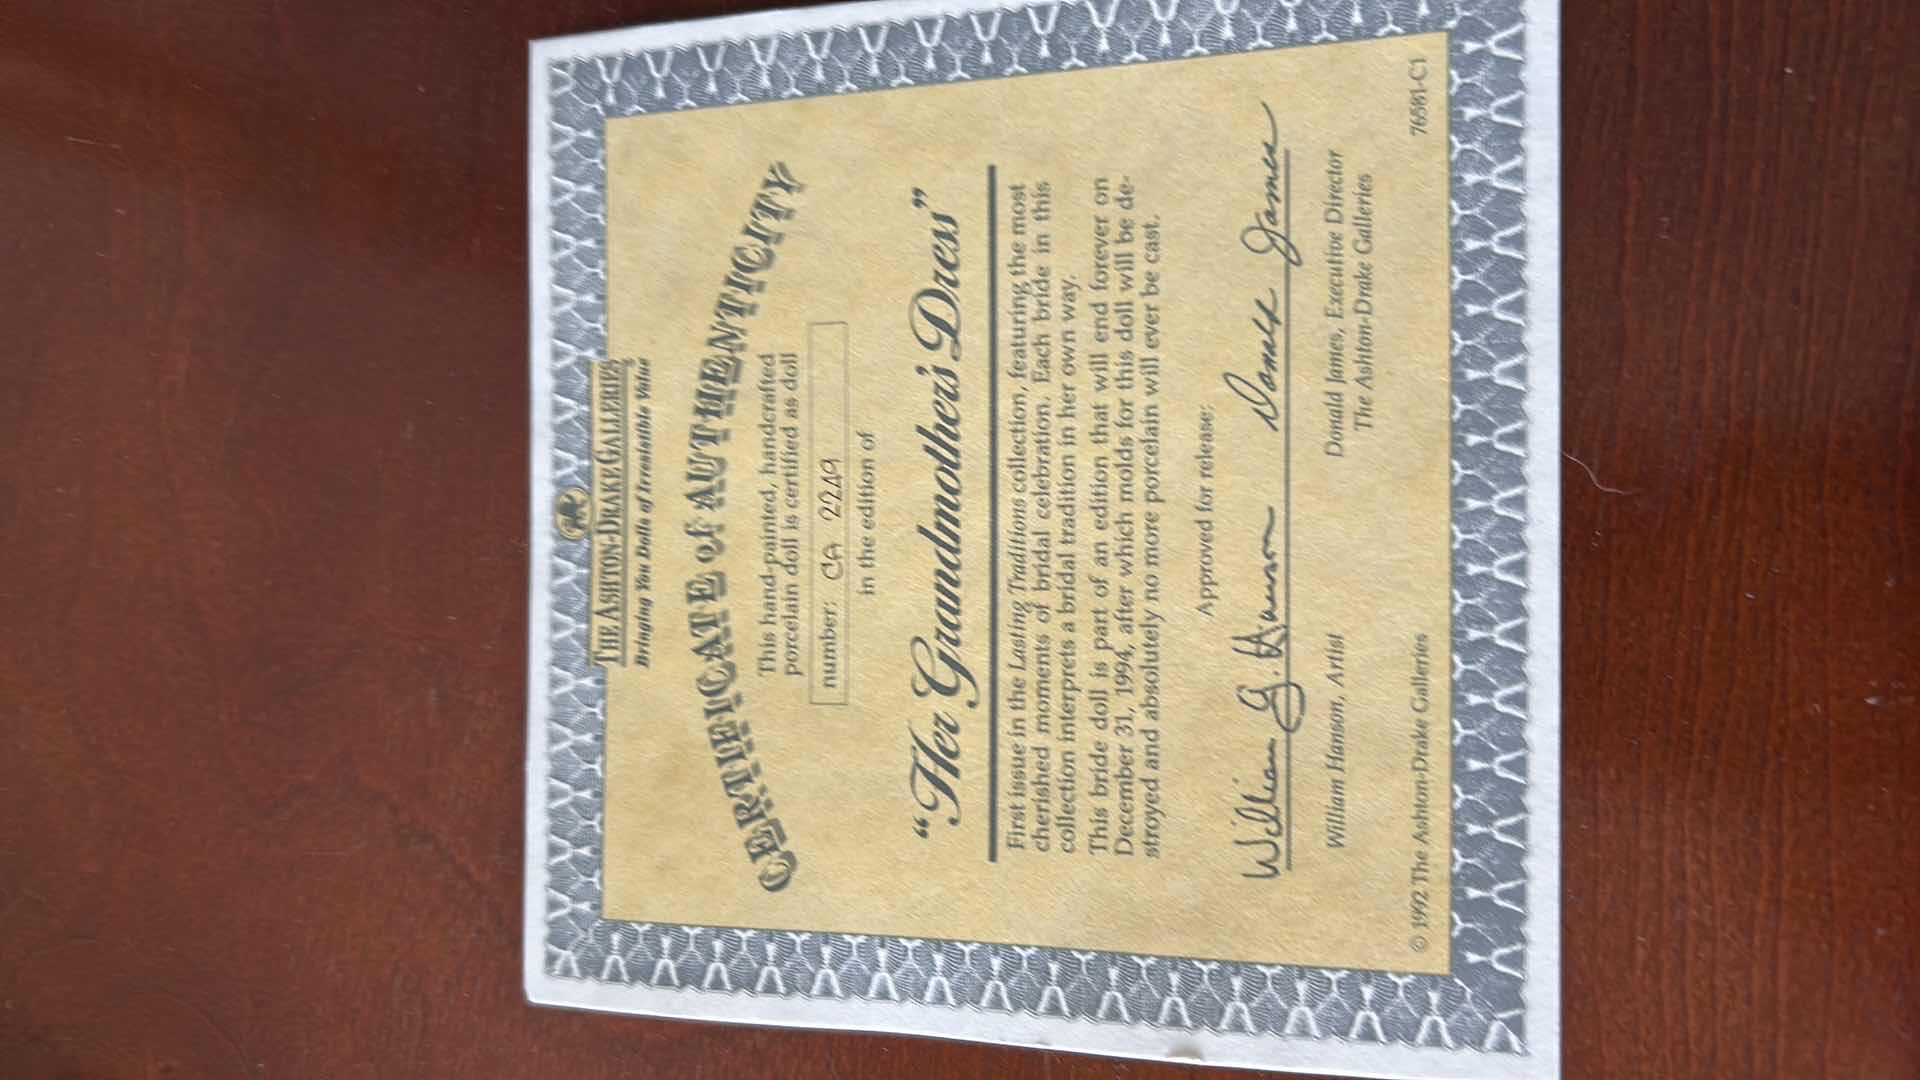 THE ASHTON-DRAKE GALLERIES
Bringing You Dolls of Irresistible Value
CERTIFICATE of AUTHENTICITY
This hand-painted, handcrafted
porcelain doll is certified as doll
number: CA 2249
in the edition of
“Her Grandmother's Dress”
First issue in the Lasting Traditions collection, featuring the most
cherished moments of bridal celebration. Each bride in this
collection interprets a bridal tradition in her own way.
This bride doll is part of an edition that will end forever on
December 31, 1994, after which molds for this doll will be de-
stroyed and absolutely no more porcelain will ever be cast.
Approved for release:
William G Hanson Donald James
William Hanson, Artist Donald James, Executive Director
The Ashton-Drake Galleries
© 1992 The Ashton-Drake Galleries 76581-C1